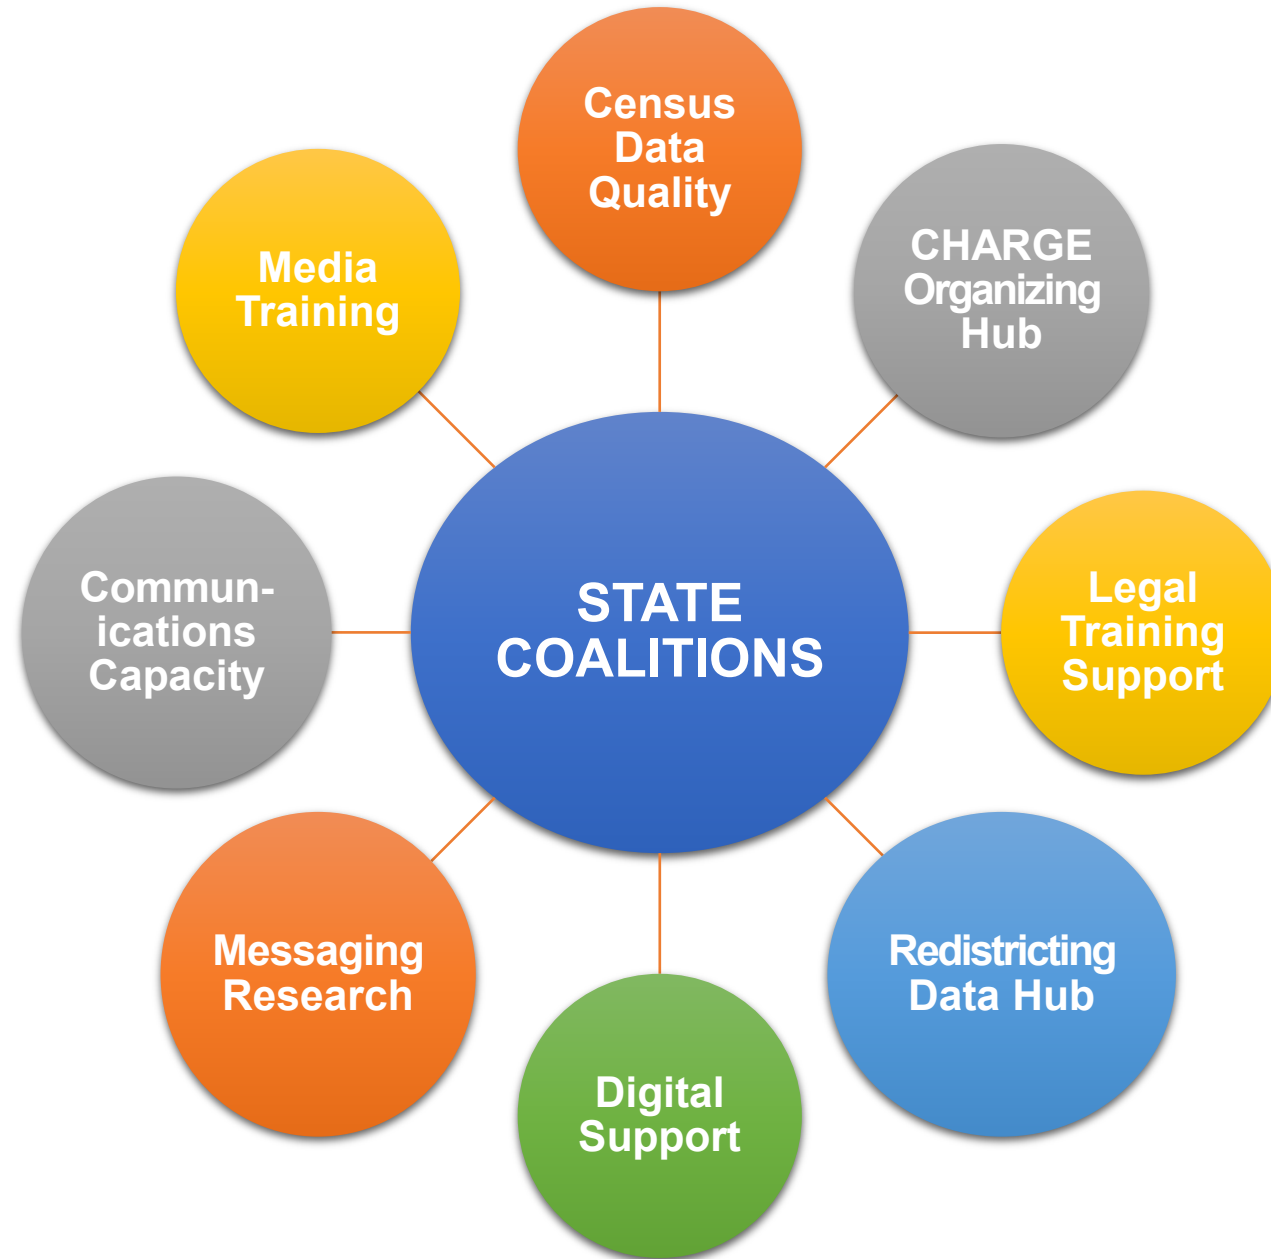 Census
Data
Quality
CHARGE
Organizing
Hub
Legal
Training
Support
Redistricting
Data Hub
Digital
Support
Messaging
Research
Commun-
ications
Capacity
Media
Training
STATE
COALITIONS